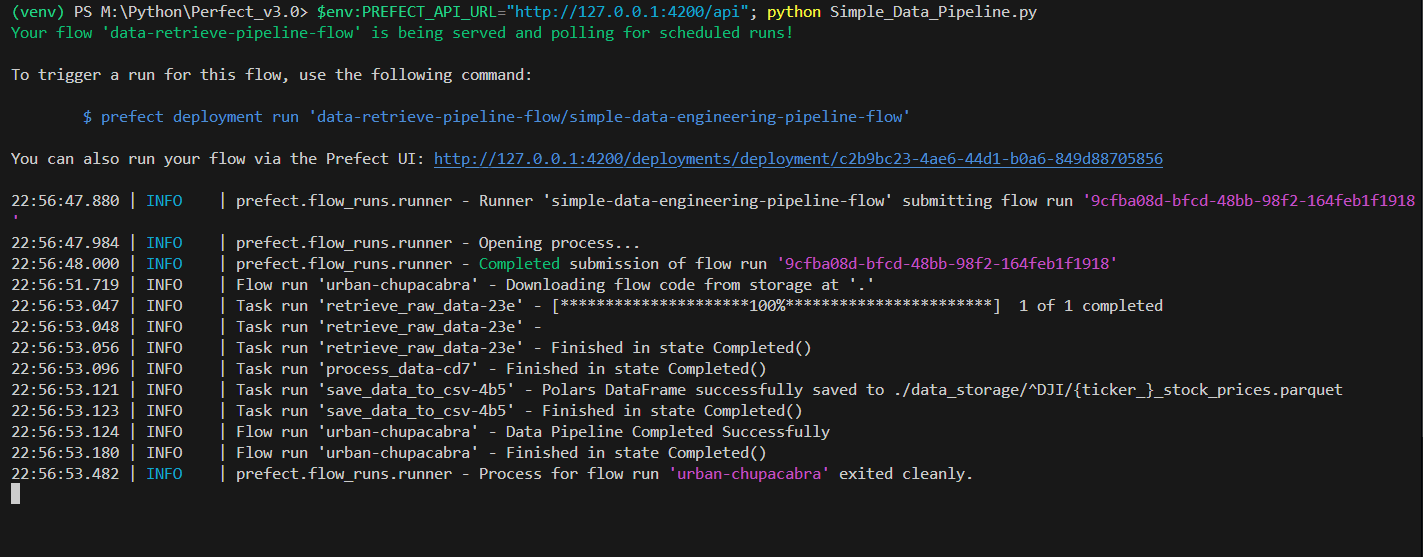 (venv) PS M:\Python\Perfect_v3.0> $env:PREFECT_API_URL="http://127.0.0.1:4200/api"; python Simple_Data_Pipeline.py
Your flow 'data-retrieve-pipeline-flow' is being served and polling for scheduled runs!
To trigger a run for this flow, use the following command:
$ prefect deployment run 'data-retrieve-pipeline-flow/simple-data-engineering-pipeline-flow'
You can also run your flow via the Prefect UI: http://127.0.0.1:4200/deployments/deployment/c2b9bc23-4ae6-44d1-b0a6-849d88705856
22:56:47.880 | INFO    | prefect.flow_runs.runner - Runner 'simple-data-engineering-pipeline-flow' submitting flow run '9cfba08d-bfcd-48bb-98f2-164feb1f1918
'
22:56:47.984 | INFO    | prefect.flow_runs.runner - Opening process...
22:56:48.000 | INFO    | prefect.flow_runs.runner - Completed submission of flow run '9cfba08d-bfcd-48bb-98f2-164feb1f1918'
22:56:51.719 | INFO    | Flow run 'urban-chupacabra' - Downloading flow code from storage at '.'
22:56:53.047 | INFO    | Task run 'retrieve_raw_data-23e' - [*********************100%***********************]  1 of 1 completed
22:56:53.048 | INFO    | Task run 'retrieve_raw_data-23e' -
22:56:53.056 | INFO    | Task run 'retrieve_raw_data-23e' - Finished in state Completed()
22:56:53.096 | INFO    | Task run 'process_data-cd7' - Finished in state Completed()
22:56:53.121 | INFO    | Task run 'save_data_to_csv-4b5' - Polars DataFrame successfully saved to ./data_storage/^DJI/{ticker_}_stock_prices.parquet
22:56:53.123 | INFO    | Task run 'save_data_to_csv-4b5' - Finished in state Completed()
22:56:53.124 | INFO    | Flow run 'urban-chupacabra' - Data Pipeline Completed Successfully
22:56:53.180 | INFO    | Flow run 'urban-chupacabra' - Finished in state Completed()
22:56:53.482 | INFO    | prefect.flow_runs.runner - Process for flow run 'urban-chupacabra' exited cleanly.